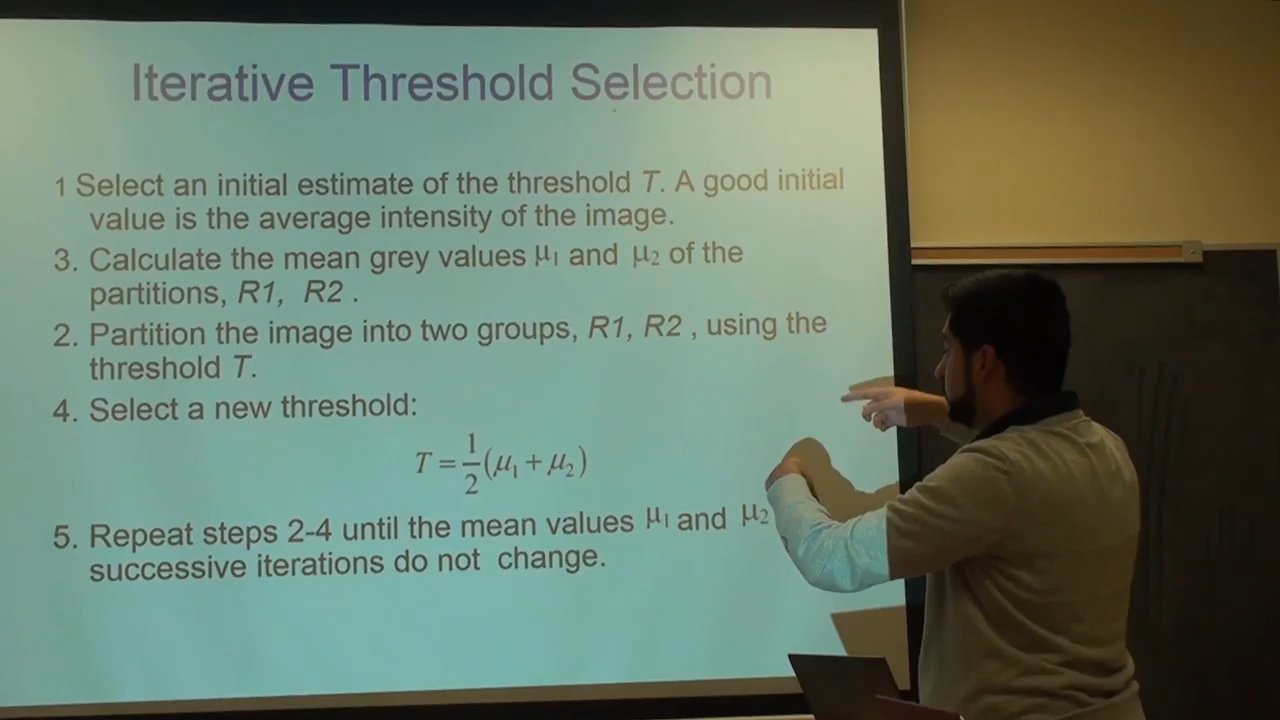 Iterative Threshold Selection
1 Select an initial estimate of the threshold T. A good initial
value is the average intensity of the image.
3. Calculate the mean grey values μ₁ and μ₂ of the
partitions, R1, R2 .
2. Partition the image into two groups, R1, R2 , using the
threshold T.
4. Select a new threshold:
T = 1/2 (μ₁ + μ₂)
5. Repeat steps 2-4 until the mean values μ₁ and μ₂
successive iterations do not change.